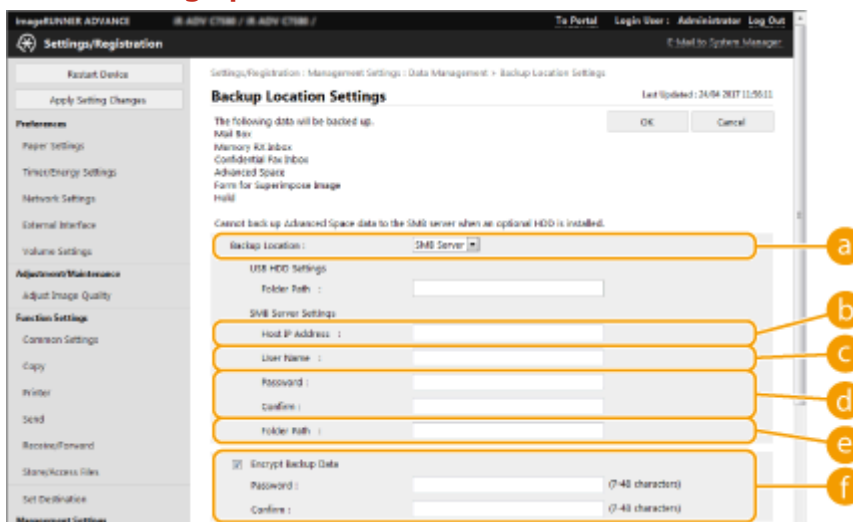 imageRUNNER ADVANCE iR-ADV C7580 / iR-ADV C7580 / To Portal Login User : Administrator Log Out
Settings/Registration E-Mail to System Manager
Restart Device
Apply Setting Changes
Preferences
Paper Settings
Timer/Energy Settings
Network Settings
External Interface
Volume Settings
Adjustment/Maintenance
Adjust Image Quality
Function Settings
Common Settings
Copy
Printer
Send
Receive/Forward
Store/Access Files
Set Destination
Management Settings
Settings/Registration : Management Settings : Data Management > Backup Location Settings
Backup Location Settings Last Updated : 24/04 2017 11:56:11
The following data will be backed up. OK Cancel
Mail Box
Memory RX Inbox
Confidential Fax Inbox
Advanced Space
Form for Superimpose Image
Hold
Cannot back up Advanced Space data to the SMB server when an optional HDD is installed.
Backup Location : SMB Server a
USB HDD Settings
Folder Path :
SMB Server Settings
Host IP Address : b
User Name : c
Password :
Confirm : d
Folder Path : e
Encrypt Backup Data
Password : (7-48 characters) f
Confirm : (7-48 characters)